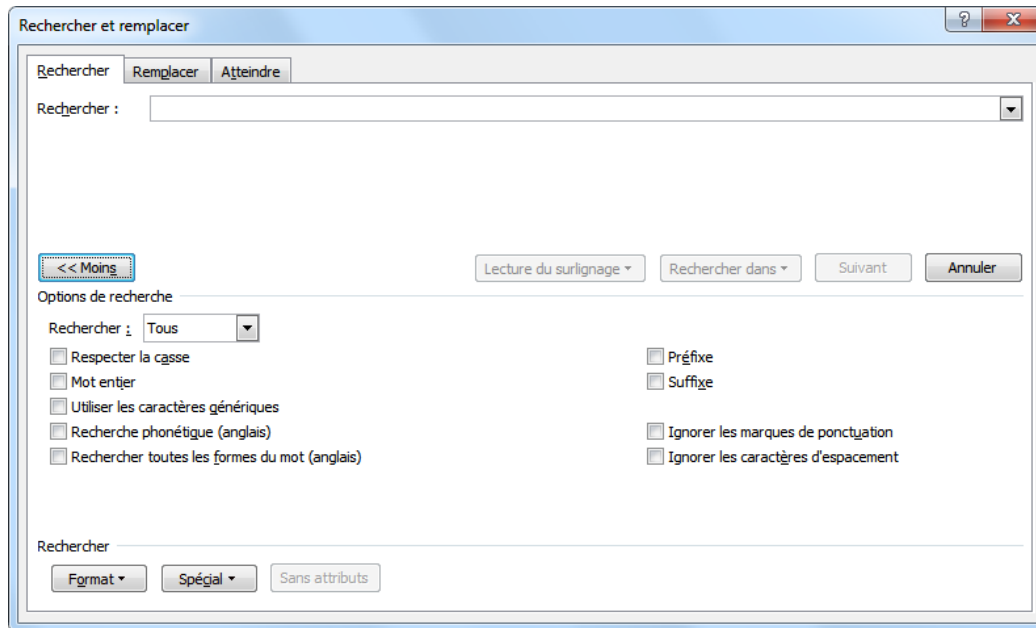 Rechercher et remplacer
Rechercher Remplacer Atteindre
Rechercher :
<< Moins Lecture du surlignage Rechercher dans Suivant Annuler
Options de recherche
Rechercher : Tous
Respecter la casse Préfixe
Mot entier Suffixe
Utiliser les caractères génériques
Recherche phonétique (anglais) Ignorer les marques de ponctuation
Rechercher toutes les formes du mot (anglais) Ignorer les caractères d'espacement
Rechercher
Format Spécial Sans attributs